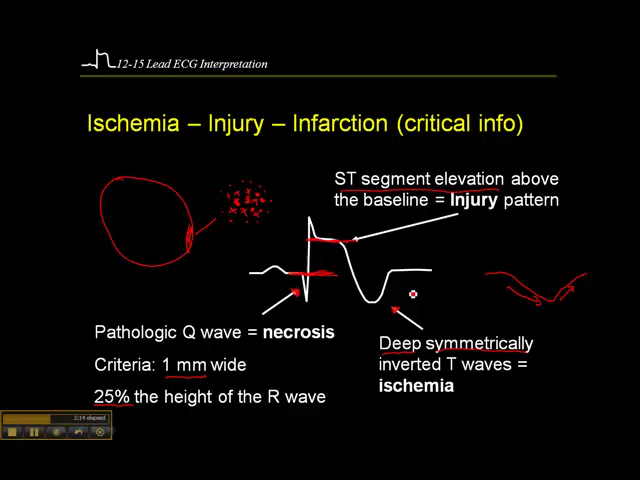 12-15 Lead ECG Interpretation
Ischemia – Injury – Infarction (critical info)
ST segment elevation above
the baseline = Injury pattern
Pathologic Q wave = necrosis
Criteria: 1 mm wide
25% the height of the R wave
Deep symmetrically
inverted T waves =
ischemia
2:14 elapsed